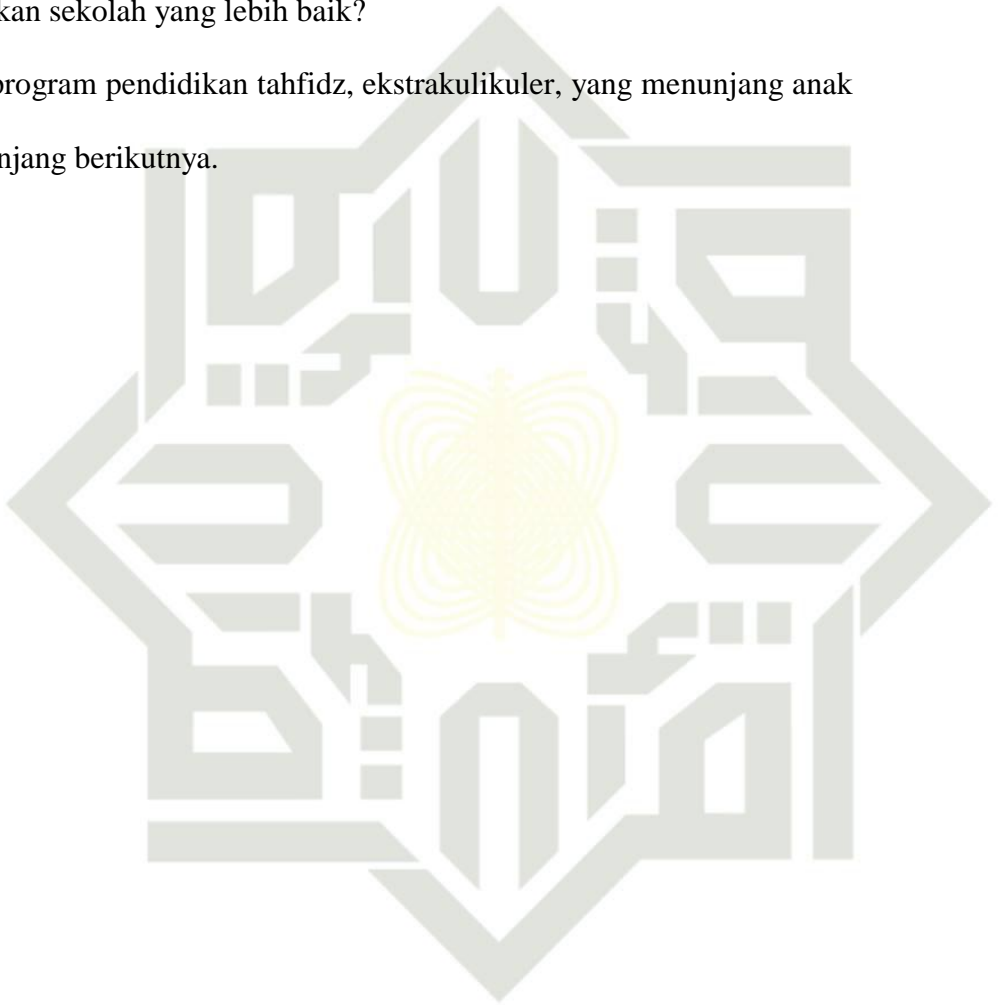 kan sekolah yang lebih baik?
program pendidikan tahfidz, ekstrakulikuler, yang menunjang anak
njang berikutnya.